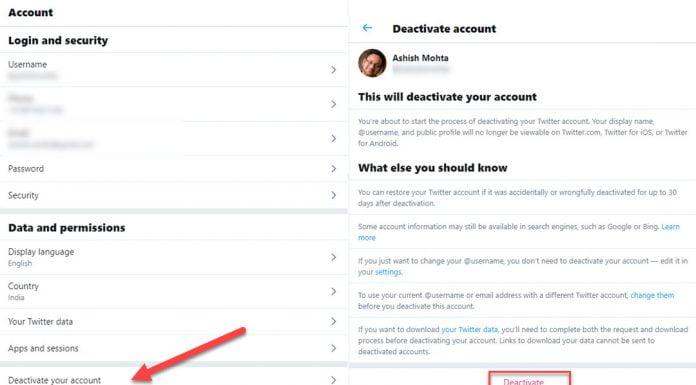 Account
Login and security
Username
Password
Security
Data and permissions
Display language
English
Country
India
Your Twitter data
Apps and sessions
Deactivate your account
Deactivate account
Ashish Mohta
This will deactivate your account
You're about to start the process of deactivating your Twitter account. Your display name,
@username, and public profile will no longer be viewable on Twitter.com, Twitter for iOS, or Twitter
for Android.
What else you should know
You can restore your Twitter account if it was accidentally or wrongfully deactivated for up to 30
days after deactivation.
Some account information may still be available in search engines, such as Google or Bing. Learn
more
If you just want to change your @username, you don't need to deactivate your account — edit it in
your settings.
To use your current @username or email address with a different Twitter account, change them
before you deactivate this account.
If you want to download your Twitter data, you'll need to complete both the request and download
process before deactivating your account. Links to download your data cannot be sent to
deactivated accounts.
Deactivate